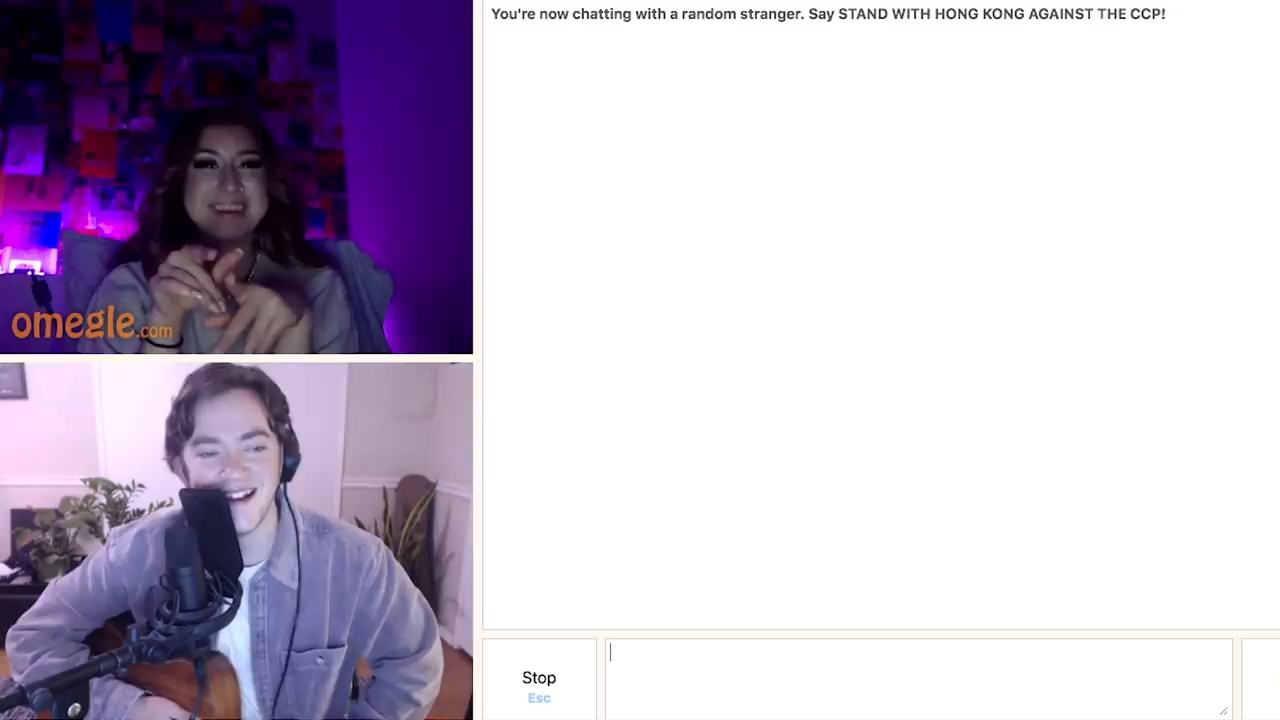 You're now chatting with a random stranger. Say STAND WITH HONG KONG AGAINST THE CCP!
omegle.com
Stop
Esc